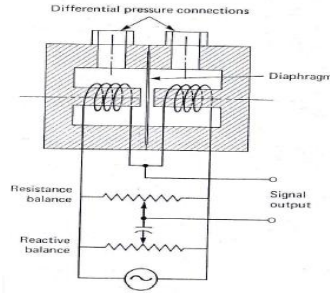 Differential pressure connections
Diaphragm
Resistance
balance
Signal
output
Reactive
balance